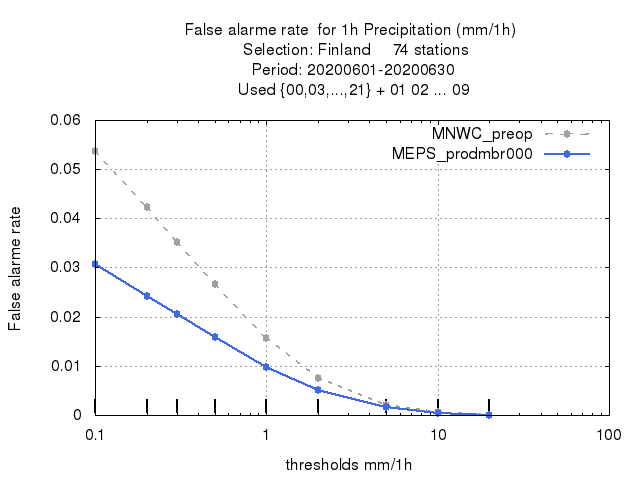 False alarme rate  for 1h Precipitation (mm/1h)
Selection: Finland     74 stations
Period: 20200601-20200630
Used {00,03,...,21} + 01 02 ... 09
MNWC_preop
MEPS_prodmbr000
False alarme rate
0.06
0.05
0.04
0.03
0.02
0.01
0
0.1 1 10 100
thresholds mm/1h